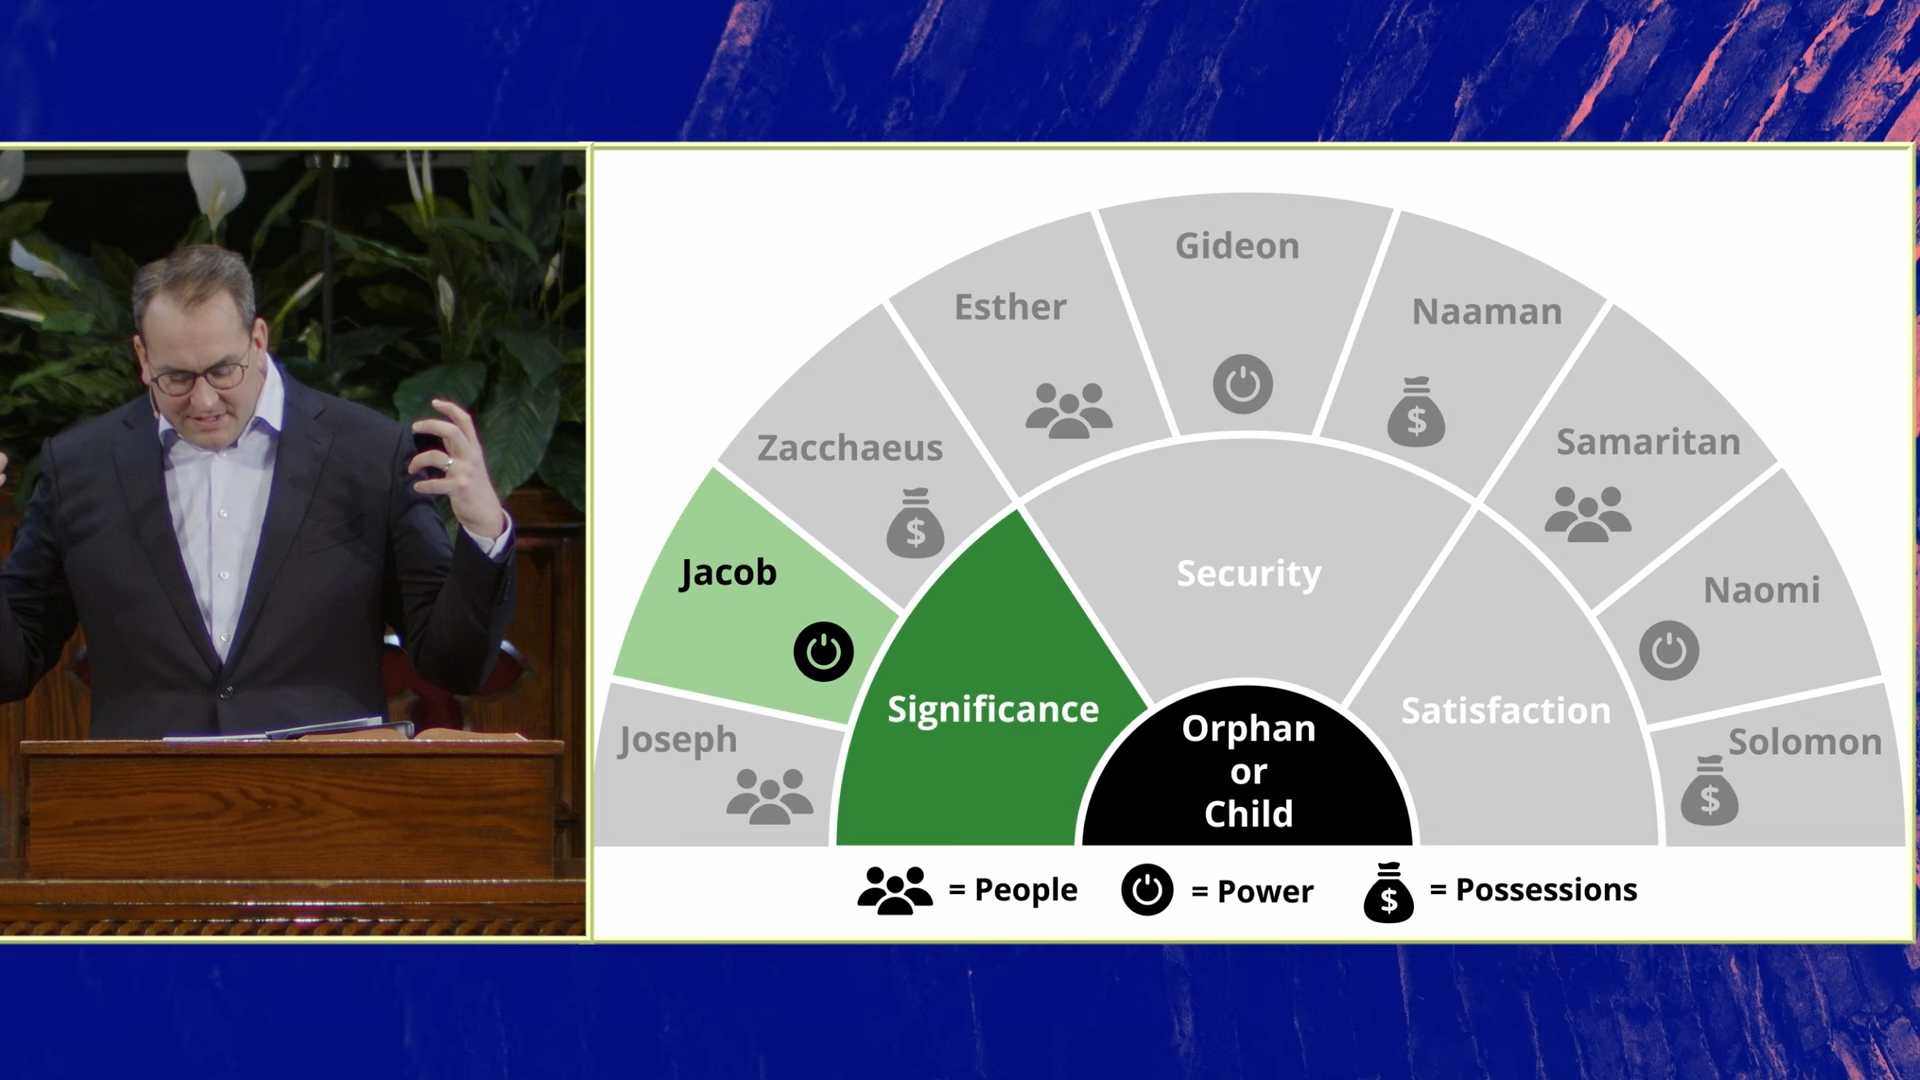 Gideon
Esther
Naaman
Zacchaeus
Samaritan
Jacob
Security
Naomi
Significance
Satisfaction
Joseph
Orphan
or
Child
Solomon
$
$
$
= People
= Power
$ = Possessions